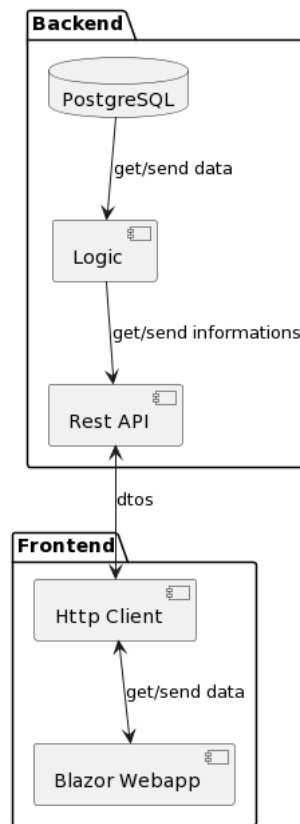 Backend
PostgreSQL
get/send data
Logic
get/send informations
Rest API
dtos
Frontend
Http Client
get/send data
Blazor Webapp